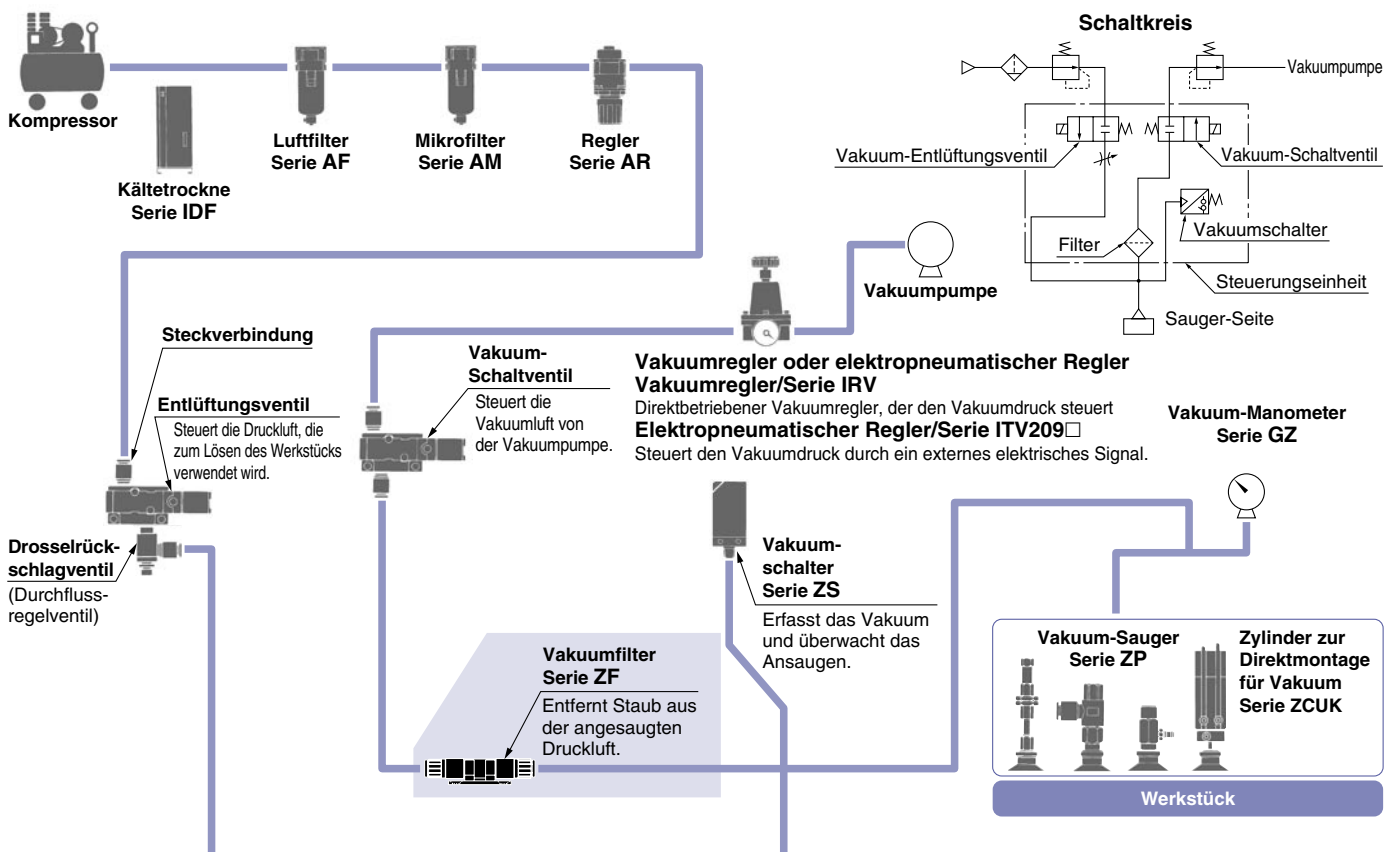 Schaltkreis
Vakuumpumpe
Vakuum-Entlüftungsventil
Vakuum-Schaltventil
Vakuumschalter
Filter
Steuerungseinheit
Sauger-Seite
Kompressor
Kältetrockne
Serie IDF
Luftfilter
Serie AF
Mikrofilter
Serie AM
Regler
Serie AR
Vakuumpumpe
Steckverbindung
Entlüftungsventil
Steuert die Druckluft, die
zum Lösen des Werkstücks
verwendet wird.
Drosselrück-
schlagventil
(Durchfluss-
regelventil)
Vakuum-
Schaltventil
Steuert die
Vakuumluft von
der Vakuumpumpe.
Vakuumregler oder elektropneumatischer Regler
Vakuumregler/Serie IRV
Direktbetriebener Vakuumregler, der den Vakuumdruck steuert
Elektropneumatischer Regler/Serie ITV209□
Steuert den Vakuumdruck durch ein externes elektrisches Signal.
Vakuum-Manometer
Serie GZ
Vakuum-
schalter
Serie ZS
Erfasst das Vakuum
und überwacht das
Ansaugen.
Vakuumfilter
Serie ZF
Entfernt Staub aus
der angesaugten
Druckluft.
Vakuum-Sauger
Serie ZP
Zylinder zur
Direktmontage
für Vakuum
Serie ZCUK
Werkstück